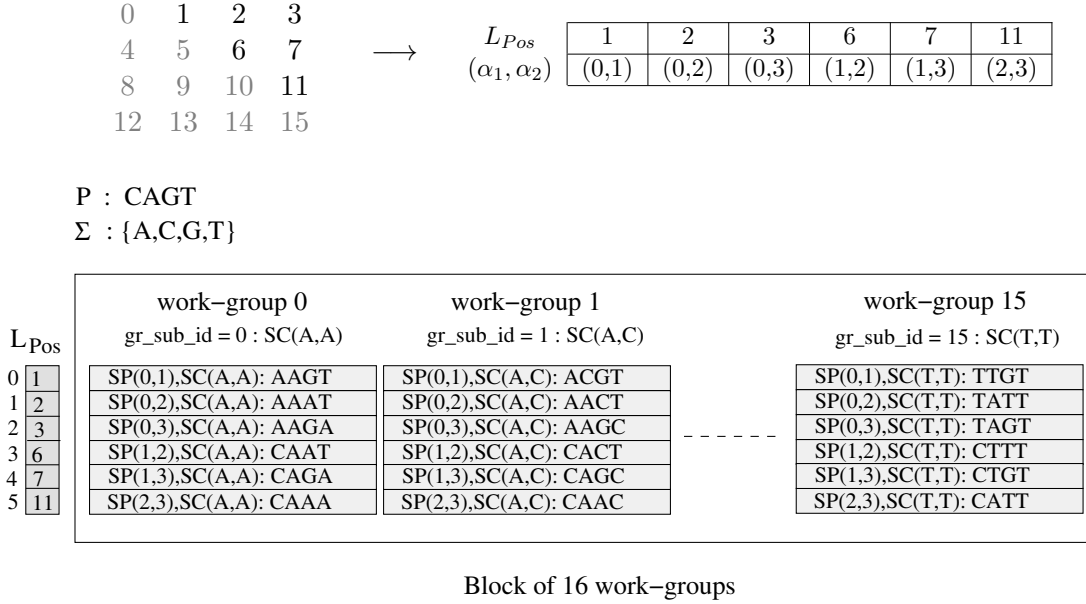 0 1 2 3
4 5 6 7
8 9 10 11
12 13 14 15
⟶
L_Pos 1 2 3 6 7 11
(α₁, α₂) (0,1) (0,2) (0,3) (1,2) (1,3) (2,3)
P : CAGT
Σ : {A,C,G,T}
work−group 0 work−group 1 work−group 15
gr_sub_id = 0 : SC(A,A) gr_sub_id = 1 : SC(A,C) gr_sub_id = 15 : SC(T,T)
L_Pos
0 1 SP(0,1),SC(A,A): AAGT SP(0,1),SC(A,C): ACGT SP(0,1),SC(T,T): TTGT
1 2 SP(0,2),SC(A,A): AAAT SP(0,2),SC(A,C): AACT SP(0,2),SC(T,T): TATT
2 3 SP(0,3),SC(A,A): AAGA SP(0,3),SC(A,C): AAGC SP(0,3),SC(T,T): TAGT
3 6 SP(1,2),SC(A,A): CAAT SP(1,2),SC(A,C): CACT SP(1,2),SC(T,T): CTTT
4 7 SP(1,3),SC(A,A): CAGA SP(1,3),SC(A,C): CAGC SP(1,3),SC(T,T): CTGT
5 11 SP(2,3),SC(A,A): CAAA SP(2,3),SC(A,C): CAAC SP(2,3),SC(T,T): CATT
Block of 16 work−groups